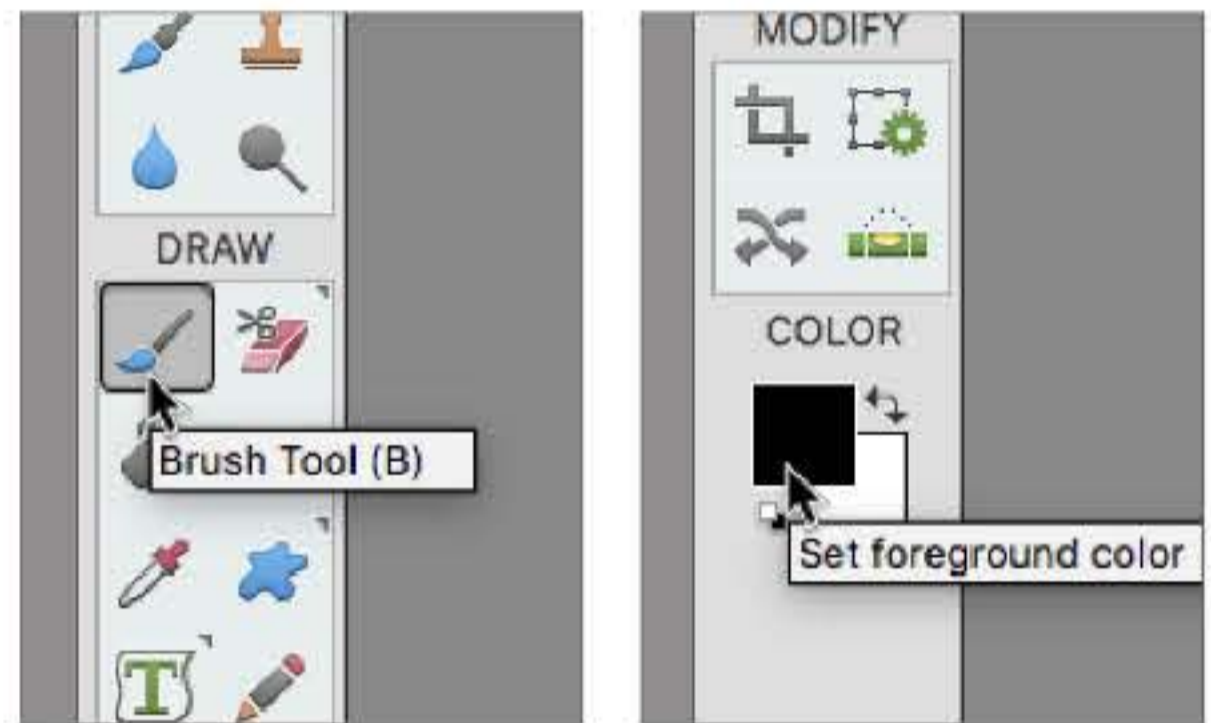 DRAW
Brush Tool (B)
T
MODIFY
COLOR
Set foreground color